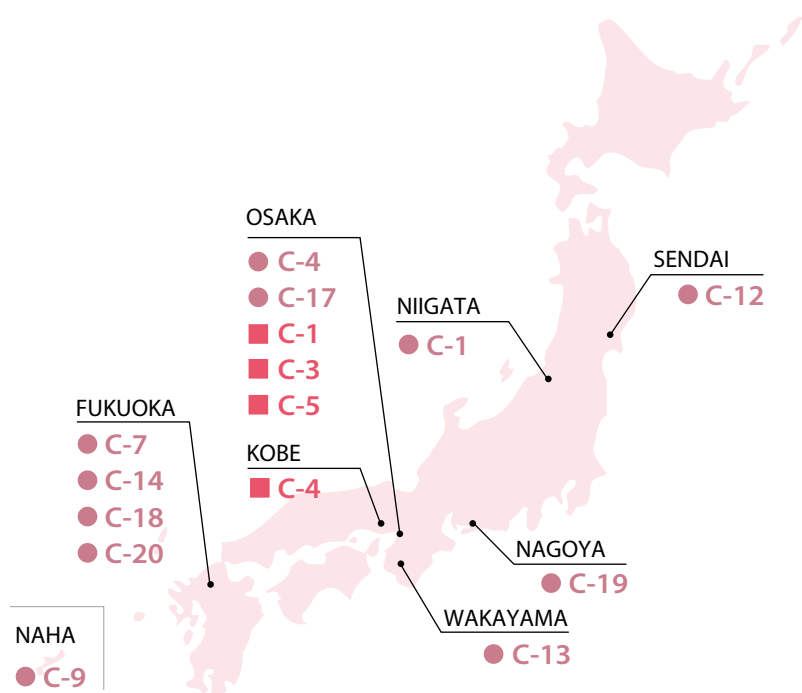 OSAKA
C-4
C-17
C-1
C-3
C-5
SENDAI
C-12
NIIGATA
C-1
FUKUOKA
C-7
C-14
C-18
C-20
KOBE
C-4
NAGOYA
C-19
WAKAYAMA
C-13
NAHA
C-9